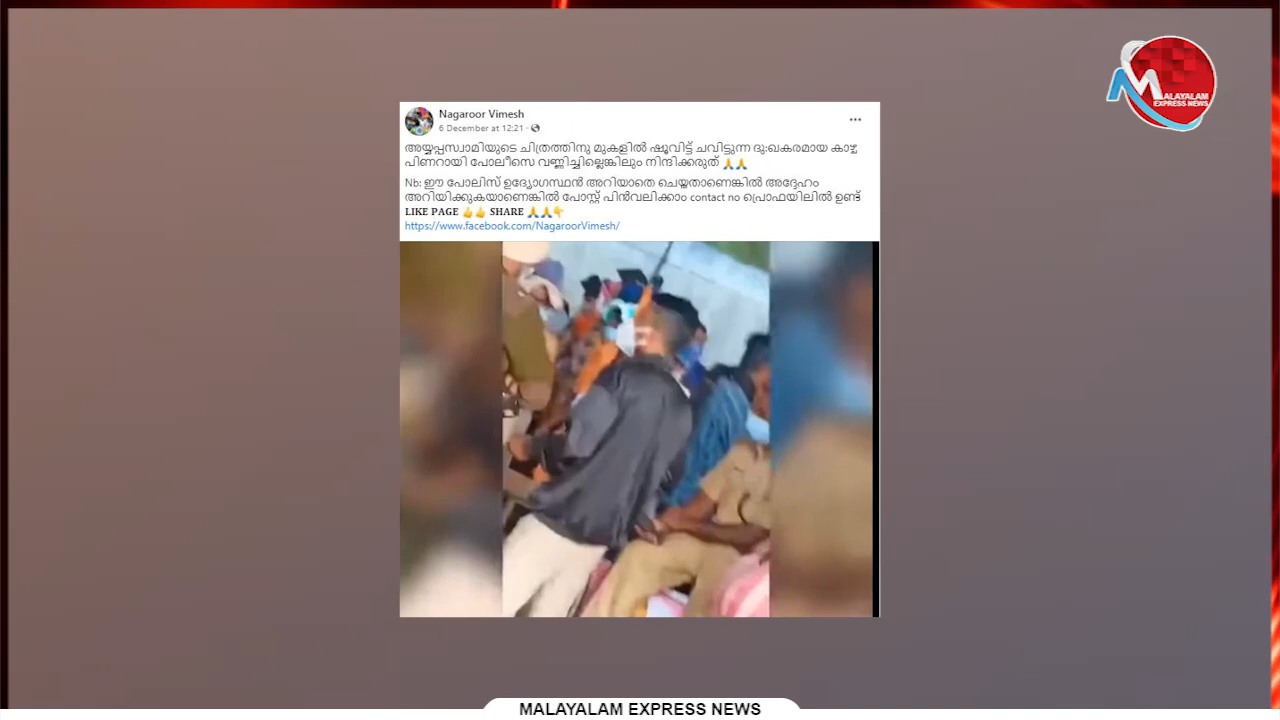 MALAYALAM
EXPRESS NEWS
Nagaroor Vimesh
6 December at 12:21 ·
അയ്യപ്പസ്വാമിയുടെ ചിത്രത്തിനു മുകളിൽ ഷൂവിട്ട് ചവിട്ടുന്ന ദു:ഖകരമായ കാഴ്ച
പിണറായി പോലീസെ വണ്ണിച്ചില്ലെങ്കിലും നിന്ദിക്കരുത് 🙏🙏
Nb: ഈ പോലിസ് ഉദ്യോഗസ്ഥൻ അറിയാതെ ചെയ്തതാണെങ്കിൽ അദ്ദേഹം
അറിയിക്കുകയാണെങ്കിൽ പോസ്റ്റ് പിൻവലിക്കാം contact no പ്രൊഫയിലിൽ ഉണ്ട്
LIKE PAGE 👍👍 SHARE 🙏🙏👇
https://www.facebook.com/NagaroorVimesh/
MALAYALAM EXPRESS NEWS